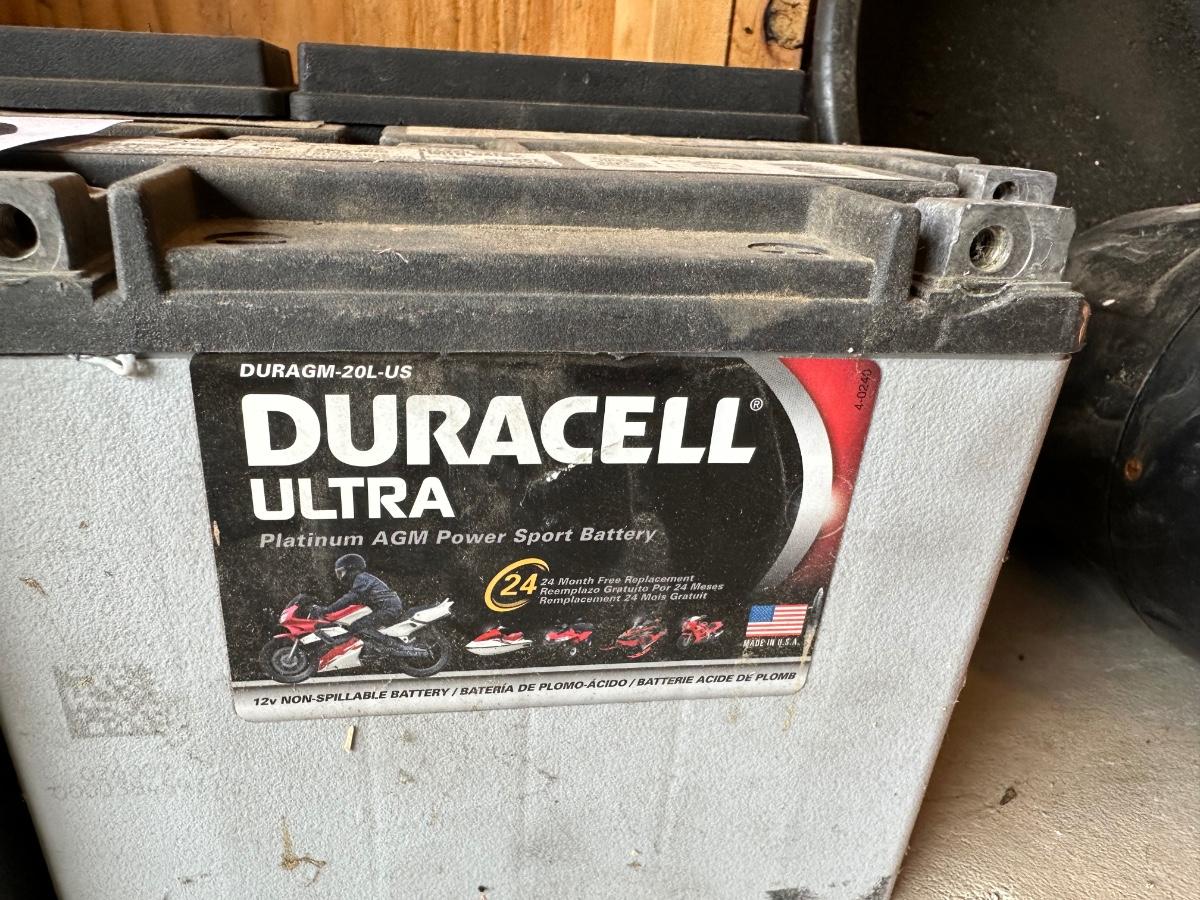 DURAGM-20L-US
4-0240
DURACELL®
ULTRA
Platinum AGM Power Sport Battery
24
24 Month Free Replacement
Reemplazo Gratuito Por 24 Meses
Remplacement 24 Mois Gratuit
MADE IN U.S.A.
12v NON-SPILLABLE BATTERY / BATERÍA DE PLOMO-ÁCIDO / BATTERIE ACIDE DE PLOMB